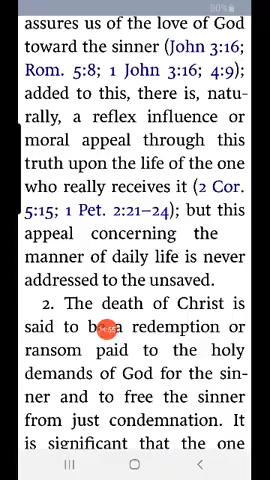 80%
assures us of the love of God
toward the sinner (John 3:16;
Rom. 5:8; 1 John 3:16; 4:9);
added to this, there is, natu-
rally, a reflex influence or
moral appeal through this
truth upon the life of the one
who really receives it (2 Cor.
5:15; 1 Pet. 2:21–24); but this
appeal concerning the
manner of daily life is never
addressed to the unsaved.
2. The death of Christ is
said to be a redemption or
ransom paid to the holy
demands of God for the sin-
ner and to free the sinner
from just condemnation. It
is significant that the one